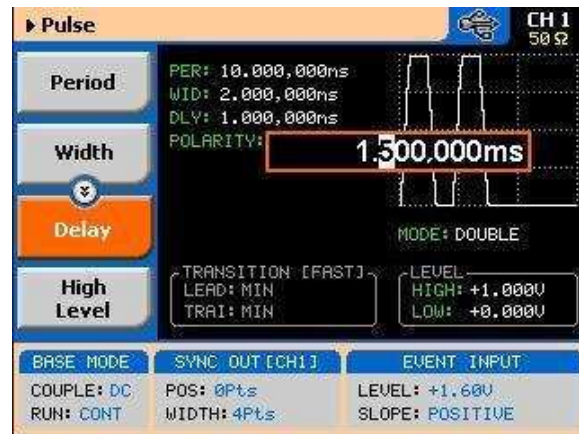 Pulse
CH 1
50 Ω
Period
Width
Delay
High
Level
PER: 10.000,000ms
WID: 2.000,000ms
DLY: 1.000,000ms
POLARITY:
1.500,000ms
MODE: DOUBLE
TRANSITION [FAST]
LEAD: MIN
TRAI: MIN
LEVEL
HIGH: +1.000V
LOW: +0.000V
BASE MODE
COUPLE: DC
RUN: CONT
SYNC OUT [CH1]
POS: 0Pts
WIDTH: 4Pts
EVENT INPUT
LEVEL: +1.60V
SLOPE: POSITIVE